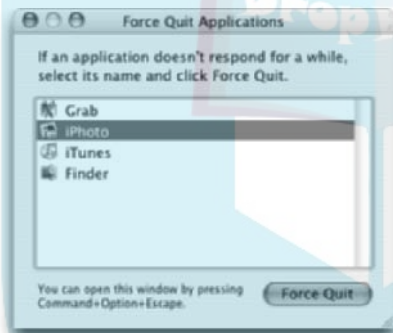 Force Quit Applications
If an application doesn't respond for a while,
select its name and click Force Quit.
Grab
iPhoto
iTunes
Finder
You can open this window by pressing
Command+Option+Escape.
Force Quit